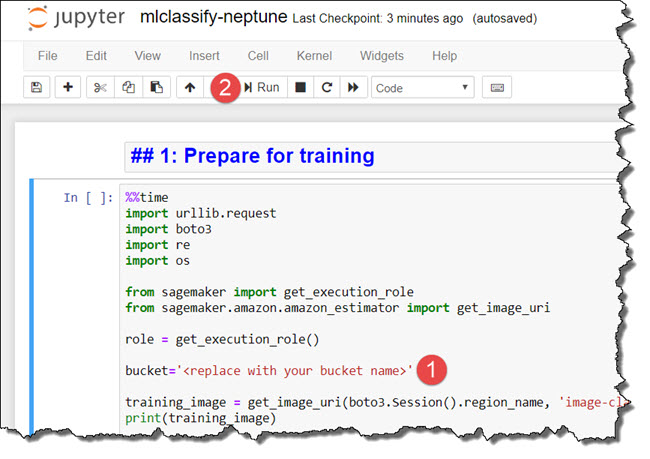 jupyter mlclassify-neptune Last Checkpoint: 3 minutes ago (autosaved)
File Edit View Insert Cell Kernel Widgets Help
2 Run Code
## 1: Prepare for training
In [ ]: %%time
import urllib.request
import boto3
import re
import os
from sagemaker import get_execution_role
from sagemaker.amazon.amazon_estimator import get_image_uri
role = get_execution_role()
bucket='<replace with your bucket name>' 1
training_image = get_image_uri(boto3.Session().region_name, 'image-cl
print(training_image)